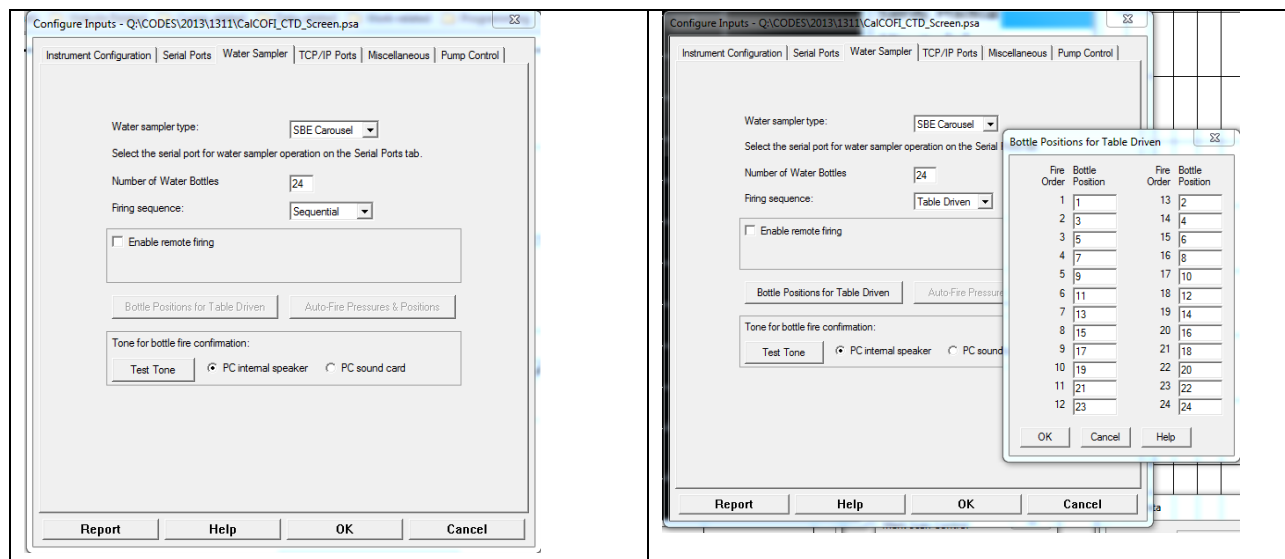 Configure Inputs - Q:\CODES\2013\1311\CalCOFI_CTD_Screen.psa
Instrument Configuration Serial Ports Water Sampler TCP/IP Ports Miscellaneous Pump Control
Water sampler type: SBE Carousel
Select the serial port for water sampler operation on the Serial Ports tab.
Number of Water Bottles 24
Firing sequence: Sequential
Enable remote firing
Bottle Positions for Table Driven Auto-Fire Pressures & Positions
Tone for bottle fire confirmation:
Test Tone PC internal speaker PC sound card
Report Help OK Cancel
Configure Inputs - Q:\CODES\2013\1311\CalCOFI_CTD_Screen.psa
Instrument Configuration Serial Ports Water Sampler TCP/IP Ports Miscellaneous Pump Control
Water sampler type: SBE Carousel
Select the serial port for water sampler operation on the Serial
Number of Water Bottles 24
Firing sequence: Table Driven
Enable remote firing
Bottle Positions for Table Driven Auto-Fire Pressure
Tone for bottle fire confirmation:
Test Tone PC internal speaker PC sound
Report Help OK Cancel
Bottle Positions for Table Driven
Fire Bottle Fire Bottle
Order Position Order Position
1 1 13 2
2 3 14 4
3 5 15 6
4 7 16 8
5 9 17 10
6 11 18 12
7 13 19 14
8 15 20 16
9 17 21 18
10 19 22 20
11 21 23 22
12 23 24 24
OK Cancel Help